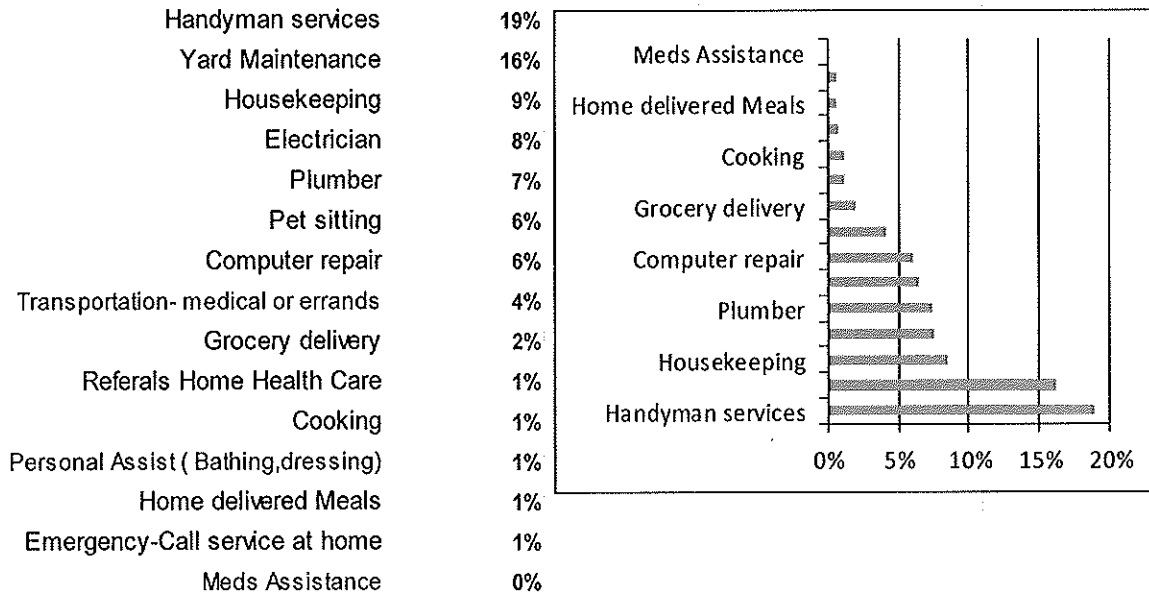 Handyman services 19%
Yard Maintenance 16%
Housekeeping 9%
Electrician 8%
Plumber 7%
Pet sitting 6%
Computer repair 6%
Transportation- medical or errands 4%
Grocery delivery 2%
Referals Home Health Care 1%
Cooking 1%
Personal Assist ( Bathing,dressing) 1%
Home delivered Meals 1%
Emergency-Call service at home 1%
Meds Assistance 0%
Meds Assistance
Home delivered Meals
Cooking
Grocery delivery
Computer repair
Plumber
Housekeeping
Handyman services
0% 5% 10% 15% 20%